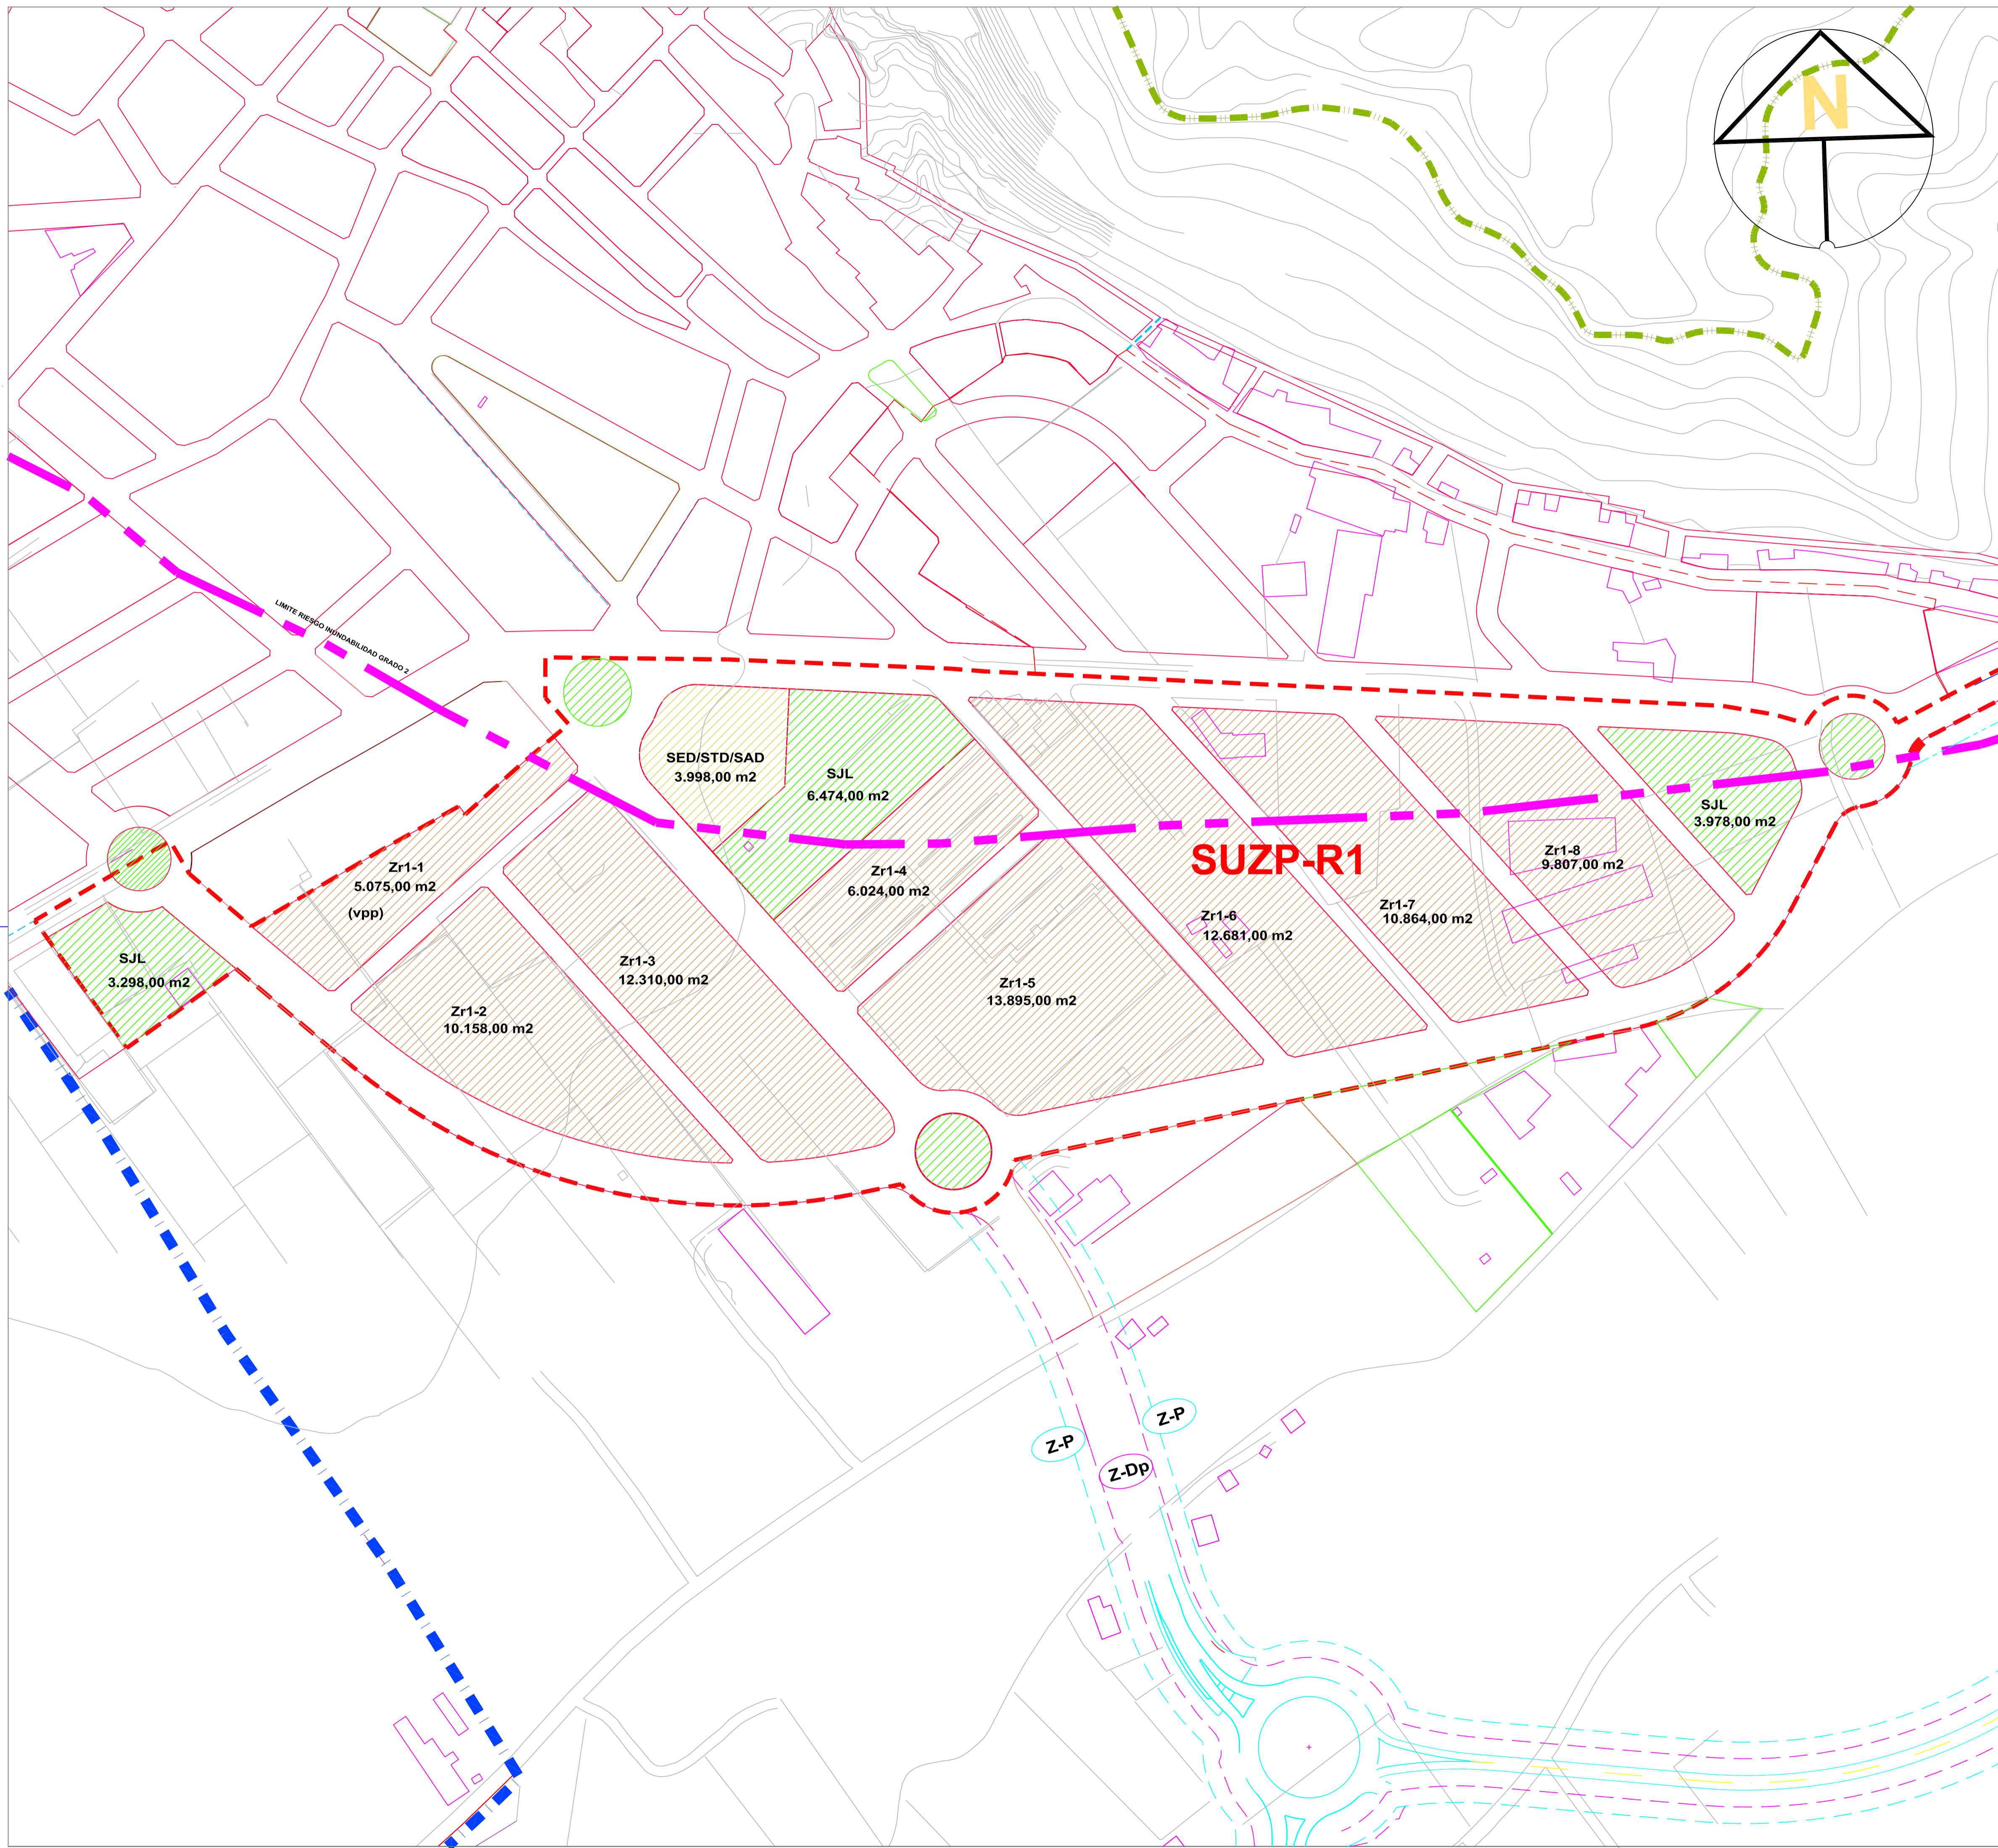 N
LIMITE RIESGO INUNDABILIDAD GRADO 2
SED/STD/SAD
3.998,00 m2
SJL
6.474,00 m2
SJL
3.978,00 m2
SUZP-R1
Zr1-8
9.807,00 m2
Zr1-1
5.075,00 m2
(vpp)
Zr1-4
6.024,00 m2
Zr1-7
10.864,00 m2
Zr1-6
12.681,00 m2
SJL
3.298,00 m2
Zr1-3
12.310,00 m2
Zr1-5
13.895,00 m2
Zr1-2
10.158,00 m2
Z-P
Z-P
Z-Dp